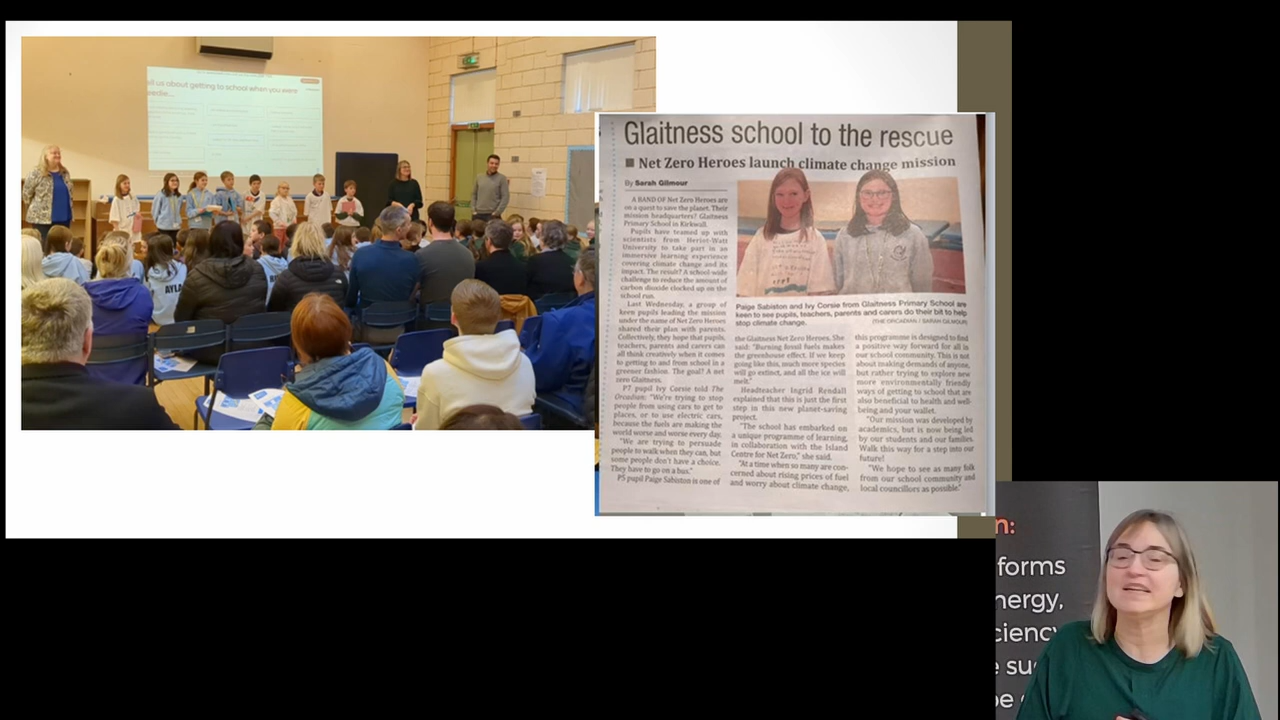 ell us about getting to school when you were
eedie...
Glaitness school to the rescue
■ Net Zero Heroes launch climate change mission
By Sarah Gilmour
A BAND OF Net Zero Heroes are
on a quest to save the planet. Their
mission headquarters? Glaitness
Primary School in Kirkwall.
Pupils have teamed up with
scientists from Heriot-Watt
University to take part in an
immersive learning experience
covering climate change and its
impact. The result? A school-wide
challenge to reduce the amount of
carbon dioxide clocked up on the
school run.
Last Wednesday, a group of
keen pupils leading the mission
under the name of Net Zero Heroes
shared their plan with parents.
Collectively, they hope that pupils,
teachers, parents and carers can
all think creatively when it comes
to getting to and from school in a
greener fashion. The goal? A net
zero Glaitness.
P7 pupil Ivy Corsie told The
Orcadian: "We're trying to stop
people from using cars to get to
places, or to use electric cars,
because the fuels are making the
world worse and worse every day.
"We are trying to persuade
people to walk when they can, but
some people don't have a choice.
They have to go on a bus."
P5 pupil Paige Sabiston is one of
Paige Sabiston and Ivy Corsie from Glaitness Primary School are
keen to see pupils, teachers, parents and carers do their bit to help
stop climate change.
(THE ORCADIAN / SARAH GILMOUR)
the Glaitness Net Zero Heroes. She
said: "Burning fossil fuels makes
the greenhouse effect. If we keep
going like this, much more species
will go extinct, and all the ice will
melt."
Headteacher Ingrid Rendall
explained that this is just the first
step in this new planet-saving
project.
"The school has embarked on
a unique programme of learning,
in collaboration with the Island
Centre for Net Zero," she said.
"At a time when so many are con-
cerned about rising prices of fuel
and worry about climate change,
this programme is designed to find
a positive way forward for all in
our school community. This is not
about making demands of anyone,
but rather trying to explore new
more environmentally friendly
ways of getting to school that are
also beneficial to health and well-
being and your wallet.
"Our mission was developed by
academics, but is now being led
by our students and our families.
Walk this way for a step into our
future!
"We hope to see as many folk
from our school community and
local councillors as possible."
AYLA
n:
forms
nergy,
ciency
e su
be